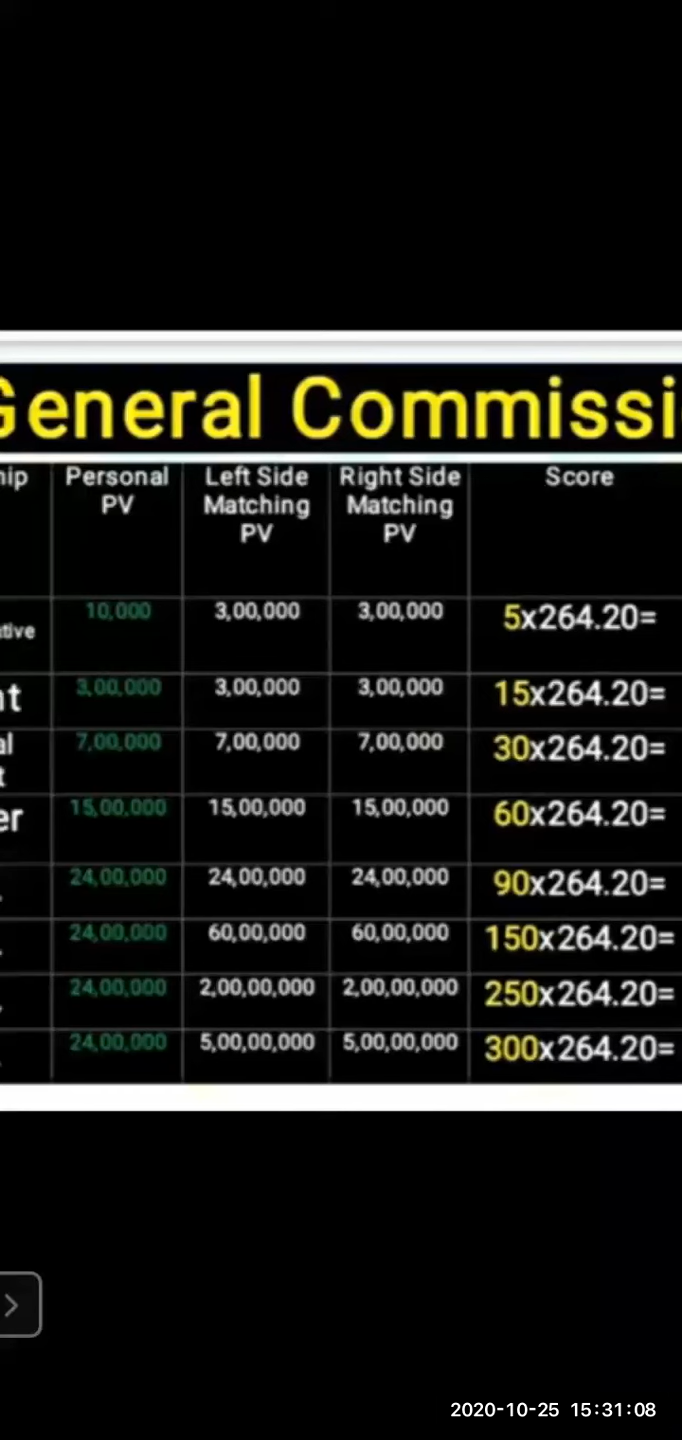 General Commissi
hip Personal PV Left Side Matching PV Right Side Matching PV Score
ative 10,000 3,00,000 3,00,000 5x264.20=
nt 3,00,000 3,00,000 3,00,000 15x264.20=
al t 7,00,000 7,00,000 7,00,000 30x264.20=
er 15,00,000 15,00,000 15,00,000 60x264.20=
24,00,000 24,00,000 24,00,000 90x264.20=
24,00,000 60,00,000 60,00,000 150x264.20=
24,00,000 2,00,00,000 2,00,00,000 250x264.20=
24,00,000 5,00,00,000 5,00,00,000 300x264.20=
2020-10-25 15:31:08